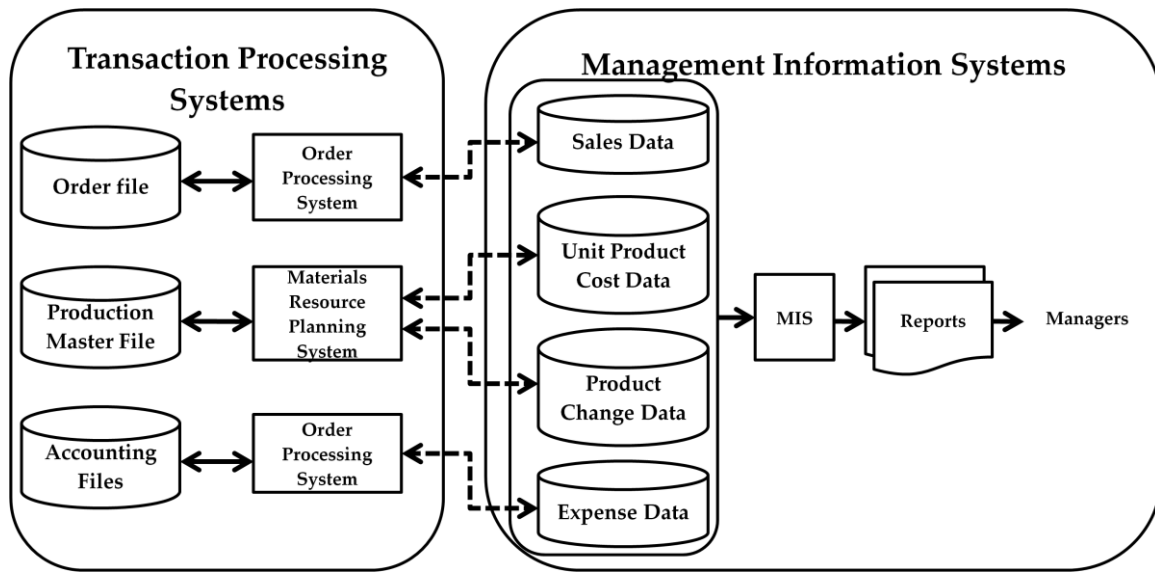 Transaction Processing
Systems
Order file
Order
Processing
System
Production
Master File
Materials
Resource
Planning
System
Accounting
Files
Order
Processing
System
Management Information Systems
Sales Data
Unit Product
Cost Data
Product
Change Data
Expense Data
MIS
Reports
Managers